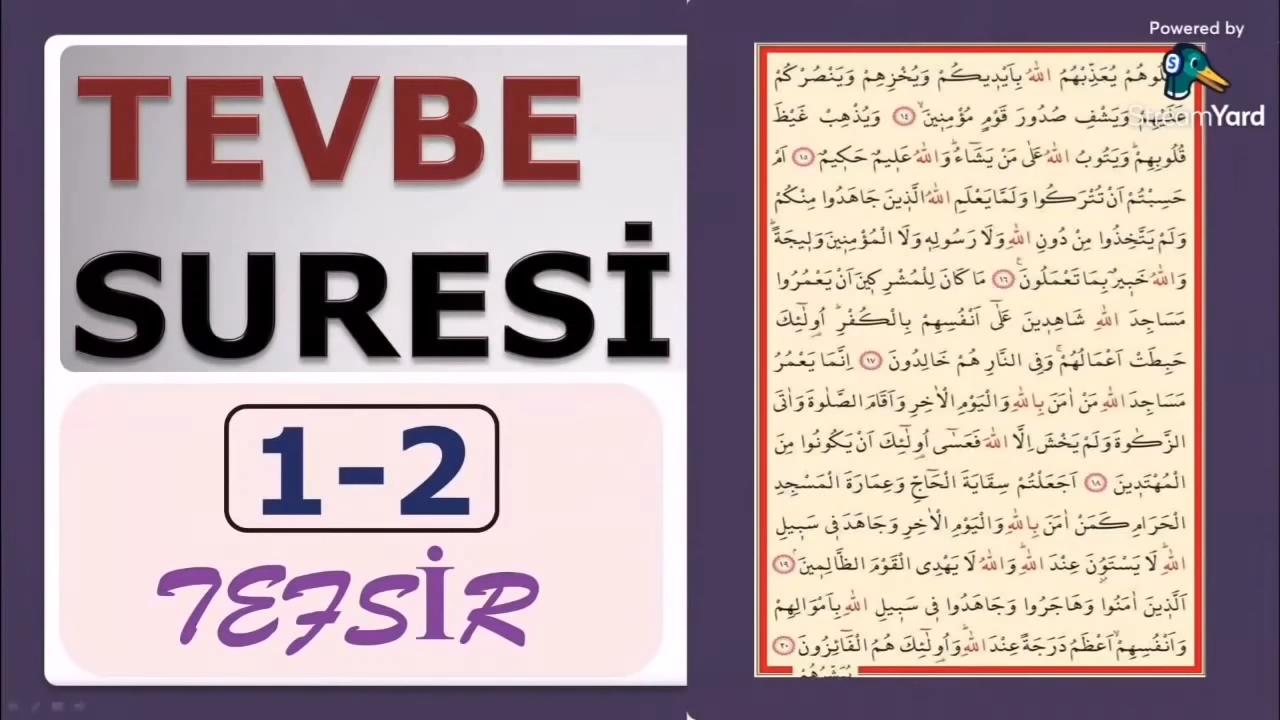 TEVBE
SURESİ
1-2
TEFSİR
Powered by
StreamYard
يُعَذِّبْهُمُ اللّٰهُ بِاَيْدٖيكُمْ وَيُخْزِهِمْ وَيَنْصُرْكُمْ
عَلَيْهِمْ وَيَشْفِ صُدُورَ قَوْمٍ مُؤْمِنٖينَۙ ﴿١٤﴾ وَيُذْهِبْ غَيْظَ
قُلُوبِهِمْۜ وَيَتُوبُ اللّٰهُ عَلٰى مَنْ يَشَٓاءُۜ وَاللّٰهُ عَلٖيمٌ حَكٖيمٌ ﴿١٥﴾ اَمْ
حَسِبْتُمْ اَنْ تُتْرَكُوا وَلَمَّا يَعْلَمِ اللّٰهُ الَّذٖينَ جَاهَدُوا مِنْكُمْ
وَلَمْ يَتَّخِذُوا مِنْ دُونِ اللّٰهِ وَلَا رَسُولِهٖ وَلَا الْمُؤْمِنٖينَ وَلٖيجَةًۜ
وَاللّٰهُ خَبٖيرٌ بِمَا تَعْمَلُونَ۟ ﴿١٦﴾ مَا كَانَ لِلْمُشْرِكٖينَ اَنْ يَعْمُرُوا
مَسَاجِدَ اللّٰهِ شَاهِدٖينَ عَلٰٓى اَنْفُسِهِمْ بِالْكُفْرِۜ اُو۬لٰٓئِكَ
حَبِطَتْ اَعْمَالُهُمْۚ وَفِي النَّارِ هُمْ خَالِدُونَ ﴿١٧﴾ اِنَّمَا يَعْمُرُ
مَسَاجِدَ اللّٰهِ مَنْ اٰمَنَ بِاللّٰهِ وَالْيَوْمِ الْاٰخِرِ وَاَقَامَ الصَّلٰوةَ وَاٰتَى
الزَّكٰوةَ وَلَمْ يَخْشَ اِلَّا اللّٰهَ فَعَسٰٓى اُو۬لٰٓئِكَ اَنْ يَكُونُوا مِنَ
الْمُهْتَدٖينَ ﴿١٨﴾ اَجَعَلْتُمْ سِقَايَةَ الْحَٓاجِّ وَعِمَارَةَ الْمَسْجِدِ
الْحَرَامِ كَمَنْ اٰمَنَ بِاللّٰهِ وَالْيَوْمِ الْاٰخِرِ وَجَاهَدَ فٖي سَبٖيلِ
اللّٰهِۜ لَا يَسْتَوُ۫نَ عِنْدَ اللّٰهِۜ وَاللّٰهُ لَا يَهْدِي الْقَوْمَ الظَّالِمٖينَۘ ﴿١٩﴾
اَلَّذٖينَ اٰمَنُوا وَهَاجَرُوا وَجَاهَدُوا فٖي سَبٖيلِ اللّٰهِ بِاَمْوَالِهِمْ
وَاَنْفُسِهِمْۙ اَعْظَمُ دَرَجَةً عِنْدَ اللّٰهِۜ وَاُو۬لٰٓئِكَ هُمُ الْفَٓائِزُونَ ﴿٢٠﴾